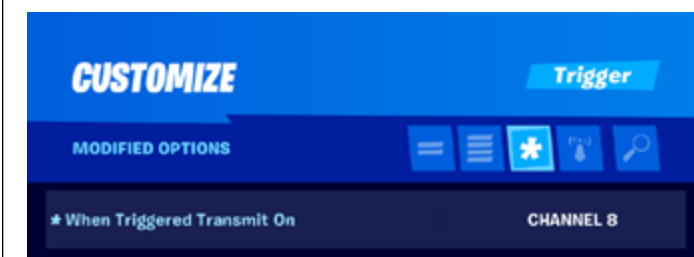 CUSTOMIZE
Trigger
MODIFIED OPTIONS
* When Triggered Transmit On CHANNEL 8